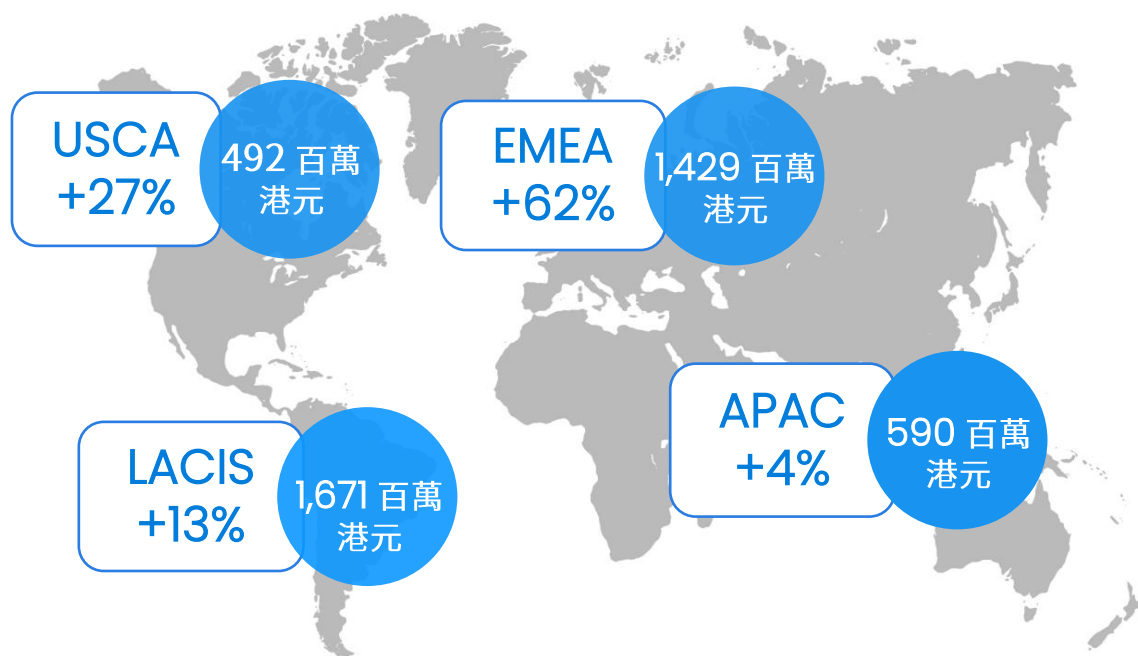 USCA
+27%
492 百萬
港元
EMEA
+62%
1,429 百萬
港元
APAC
+4%
590 百萬
港元
LACIS
+13%
1,671 百萬
港元